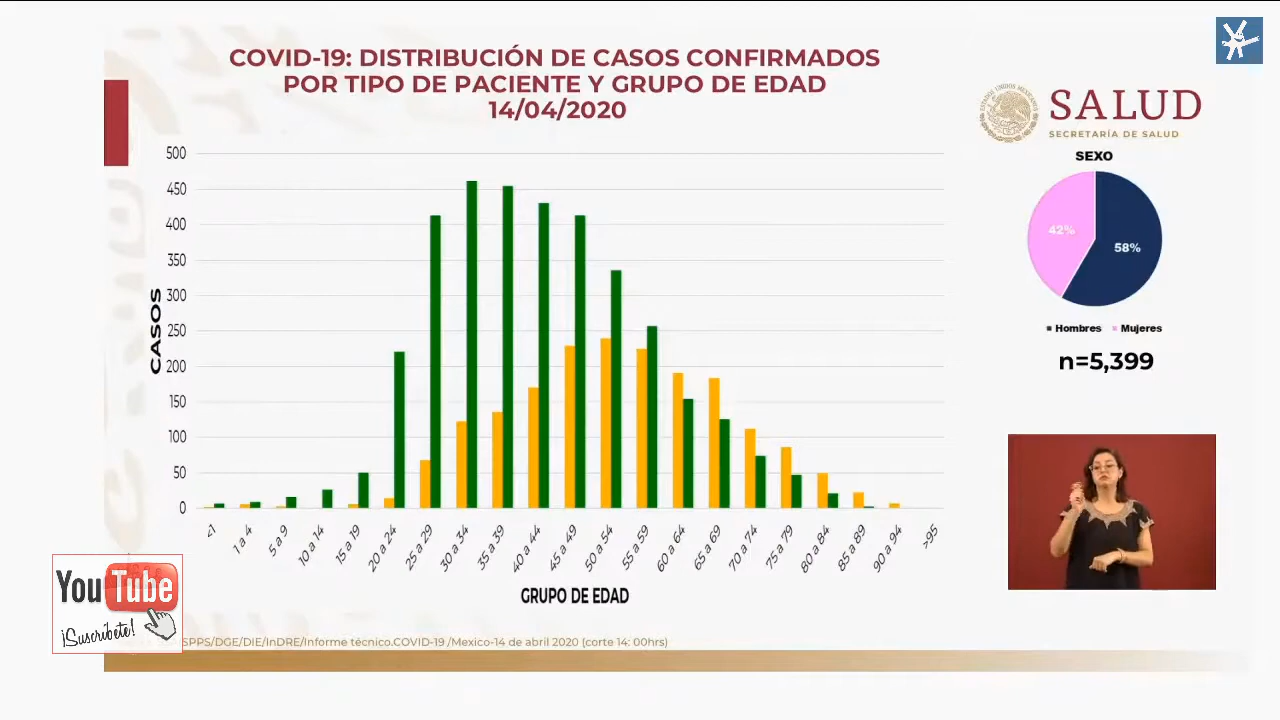 COVID-19: DISTRIBUCIÓN DE CASOS CONFIRMADOS
POR TIPO DE PACIENTE Y GRUPO DE EDAD
14/04/2020
SALUD
SECRETARÍA DE SALUD
SEXO
42%
58%
Hombres Mujeres
n=5,399
CASOS
500
450
400
350
300
250
200
150
100
50
0
<1
1 a 4
5 a 9
10 a 14
15 a 19
20 a 24
25 a 29
30 a 34
35 a 39
40 a 44
45 a 49
50 a 54
55 a 59
60 a 64
65 a 69
70 a 74
75 a 79
80 a 84
85 a 89
90 a 94
>95
GRUPO DE EDAD
YouTube
¡Suscríbete!
SPPS/DGE/DIE/InDRE/Informe técnico.COVID-19 /Mexico-14 de abril 2020 (corte 14: 00hrs)